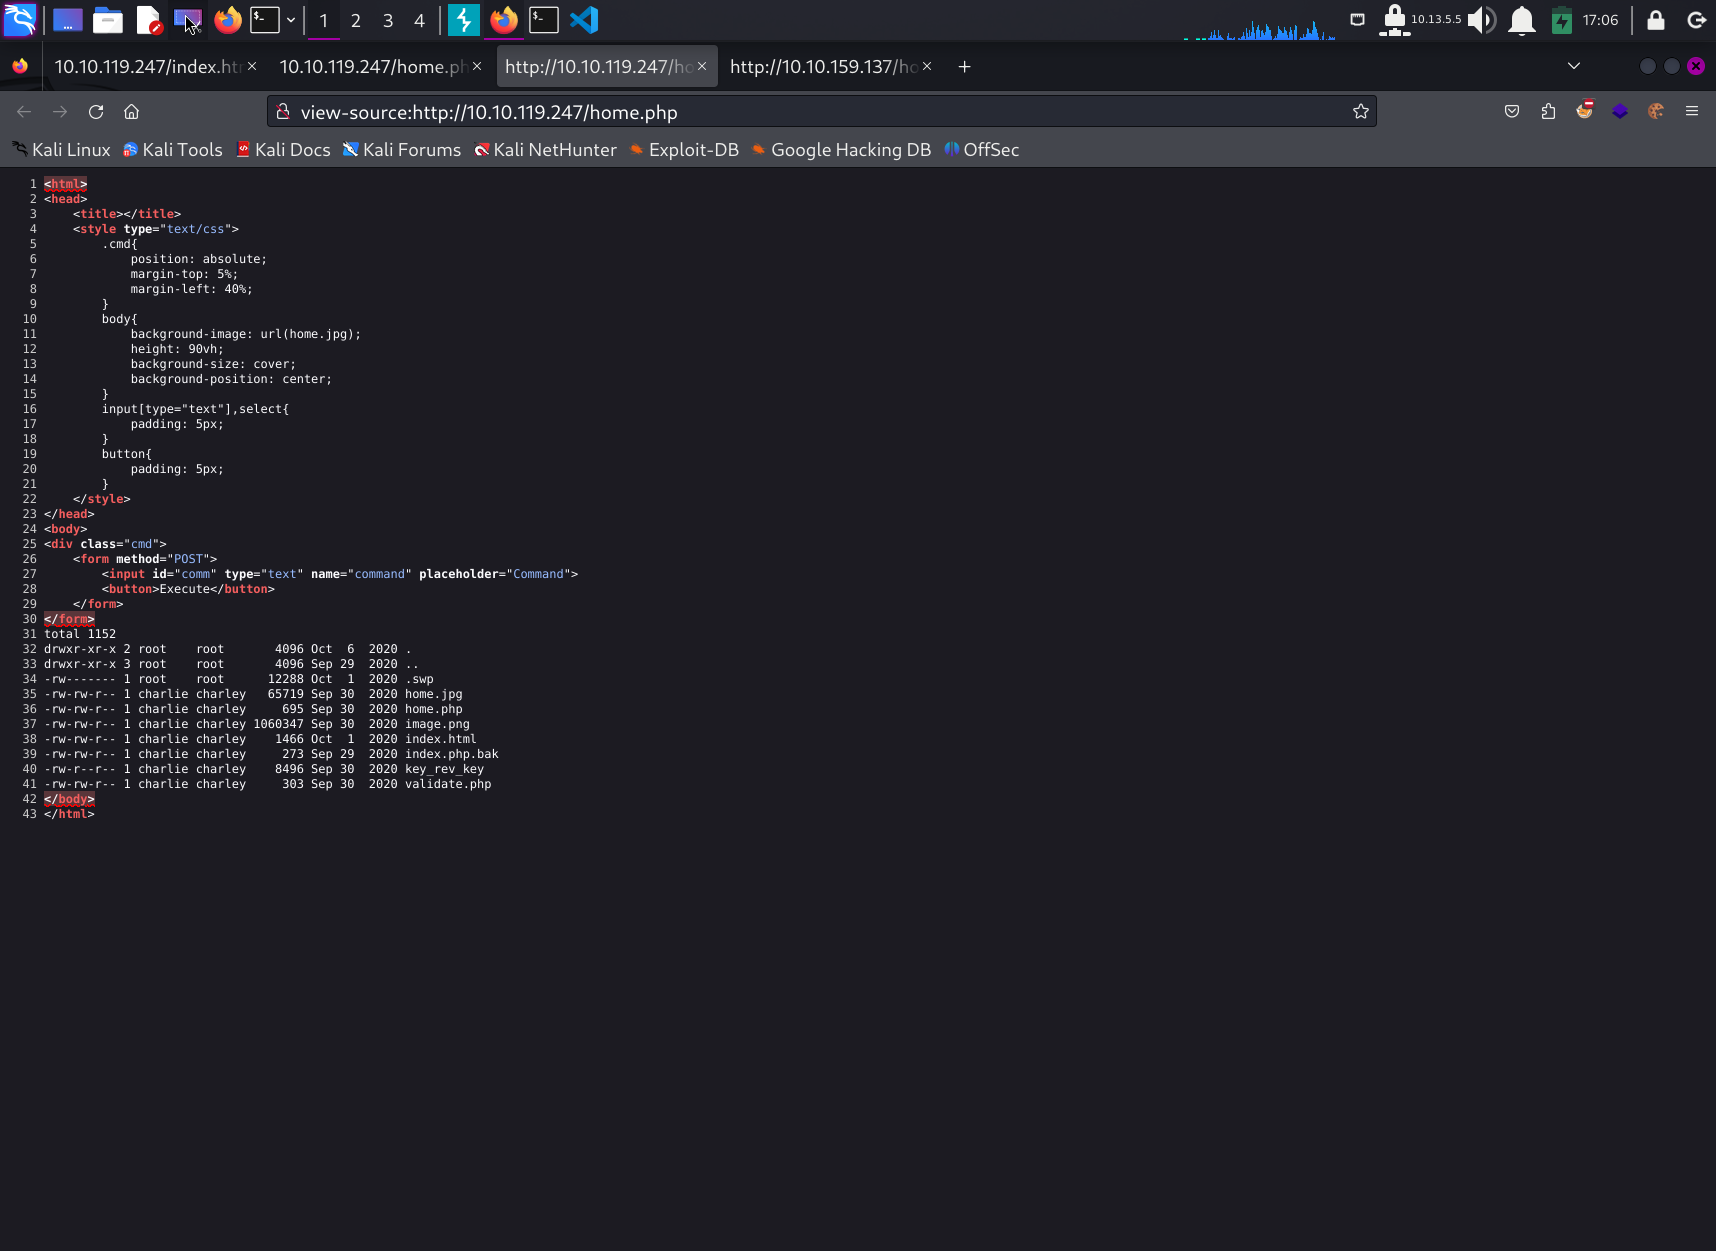 1 2 3 4 10.13.5.5 17:06
10.10.119.247/index.ht 10.10.119.247/home.ph http://10.10.119.247/ho http://10.10.159.137/ho
view-source:http://10.10.119.247/home.php
Kali Linux Kali Tools Kali Docs Kali Forums Kali NetHunter Exploit-DB Google Hacking DB OffSec
1 <html>
2 <head>
3     <title></title>
4     <style type="text/css">
5         .cmd{
6             position: absolute;
7             margin-top: 5%;
8             margin-left: 40%;
9         }
10         body{
11             background-image: url(home.jpg);
12             height: 90vh;
13             background-size: cover;
14             background-position: center;
15         }
16         input[type="text"],select{
17             padding: 5px;
18         }
19         button{
20             padding: 5px;
21         }
22     </style>
23 </head>
24 <body>
25 <div class="cmd">
26     <form method="POST">
27         <input id="comm" type="text" name="command" placeholder="Command">
28         <button>Execute</button>
29     </form>
30 </form>
31 total 1152
32 drwxr-xr-x 2 root    root       4096 Oct  6  2020 .
33 drwxr-xr-x 3 root    root       4096 Sep 29  2020 ..
34 -rw------- 1 root    root      12288 Oct  1  2020 .swp
35 -rw-rw-r-- 1 charlie charley   65719 Sep 30  2020 home.jpg
36 -rw-rw-r-- 1 charlie charley     695 Sep 30  2020 home.php
37 -rw-rw-r-- 1 charlie charley 1060347 Sep 30  2020 image.png
38 -rw-rw-r-- 1 charlie charley    1466 Oct  1  2020 index.html
39 -rw-rw-r-- 1 charlie charley     273 Sep 29  2020 index.php.bak
40 -rw-r--r-- 1 charlie charley    8496 Sep 30  2020 key_rev_key
41 -rw-rw-r-- 1 charlie charley     303 Sep 30  2020 validate.php
42 </body>
43 </html>